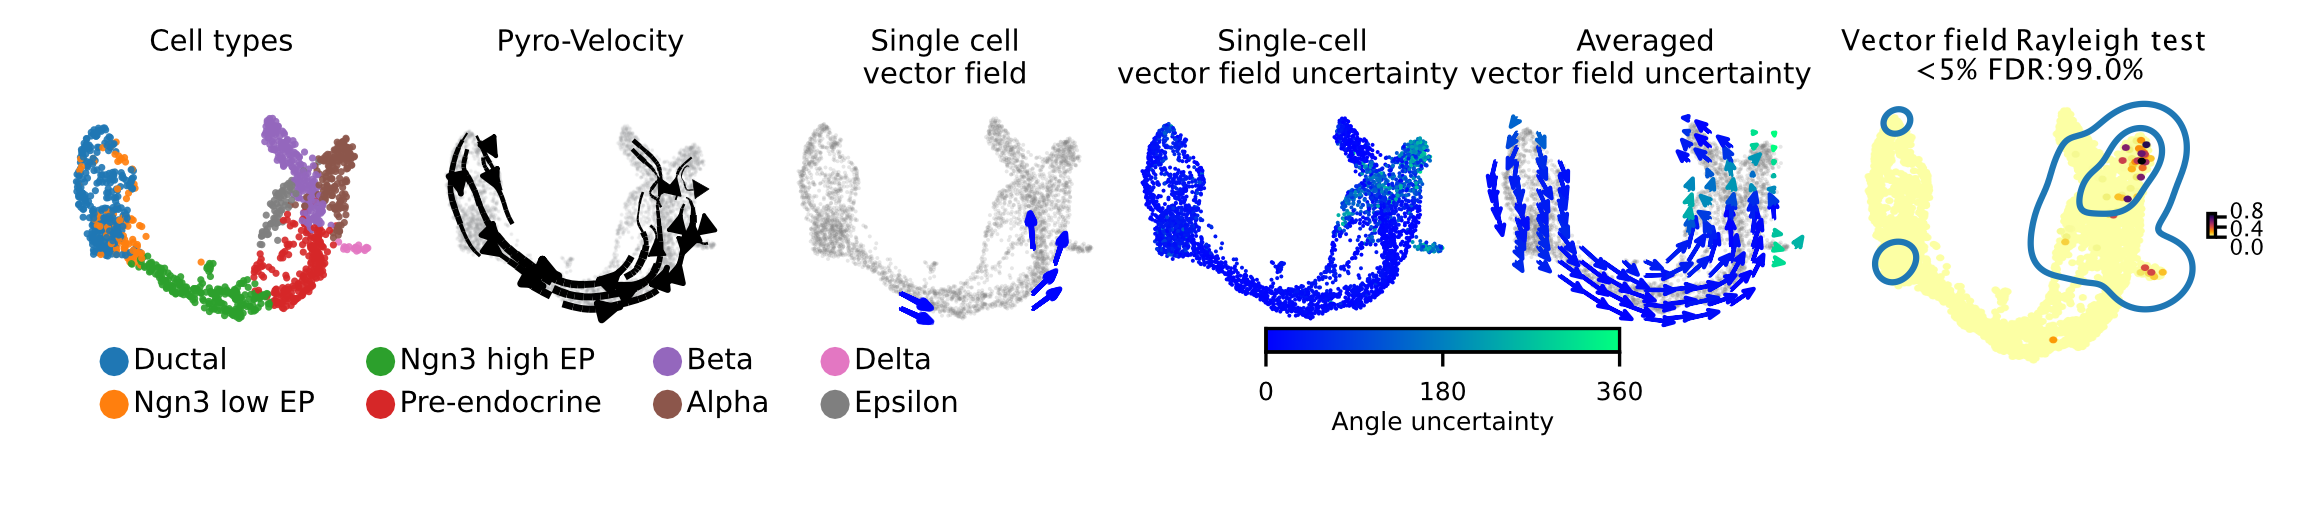 Cell types
Pyro-Velocity
Single cell
vector field
Single-cell
vector field uncertainty
Averaged
vector field uncertainty
Vector field Rayleigh test
<5% FDR:99.0%
0.8
0.4
0.0
Ductal
Ngn3 high EP
Beta
Delta
Ngn3 low EP
Pre-endocrine
Alpha
Epsilon
0
180
360
Angle uncertainty